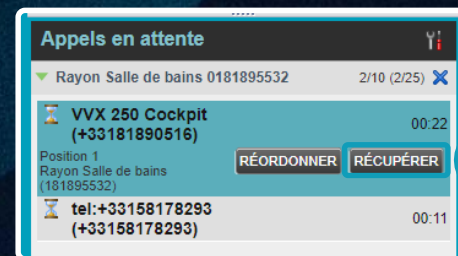 Appels en attente
Rayon Salle de bains 0181895532 2/10 (2/25)
VVX 250 Cockpit 00:22
(+33181890516)
Position 1 RÉORDONNER RÉCUPÉRER
Rayon Salle de bains
(181895532)
tel:+33158178293 00:11
(+33158178293)